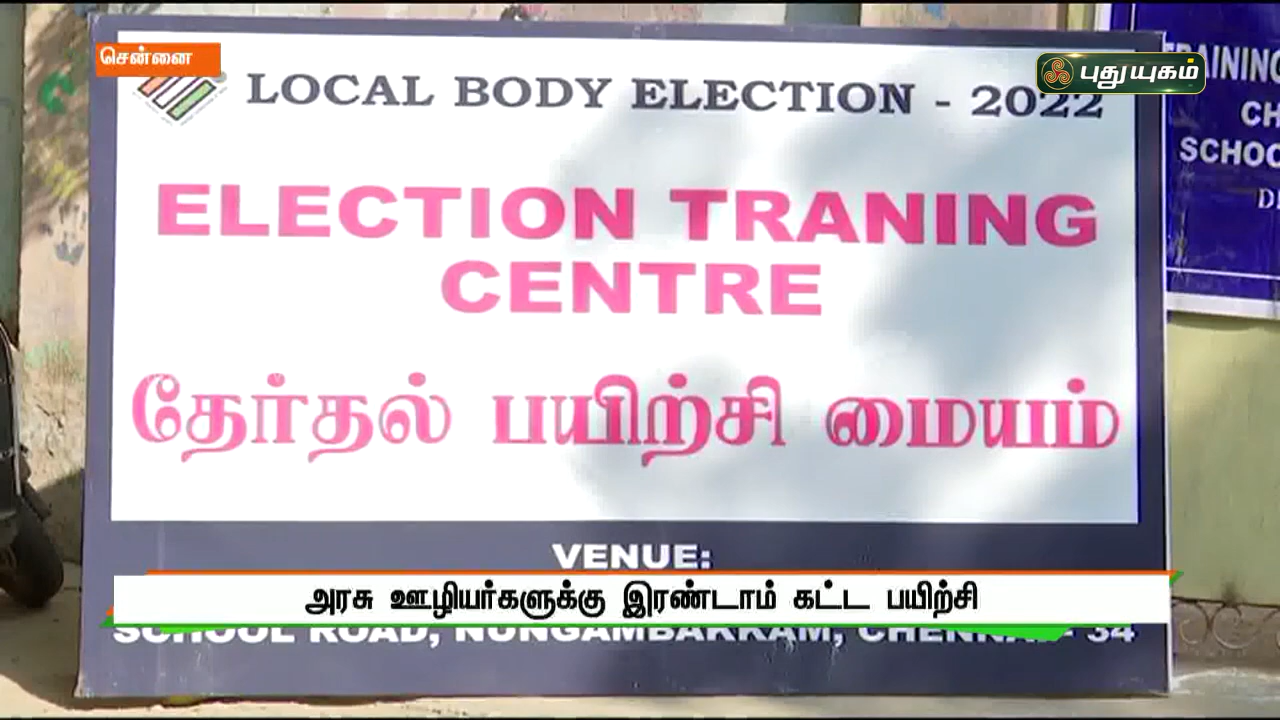 சென்னை
புதுயுகம்
LOCAL BODY ELECTION - 2022
ELECTION TRANING
CENTRE
தேர்தல் பயிற்சி மையம்
VENUE:
அரசு ஊழியர்களுக்கு இரண்டாம் கட்ட பயிற்சி
SCHOOL ROAD, NUNGAMBAKKAM, CHENNAI - 34